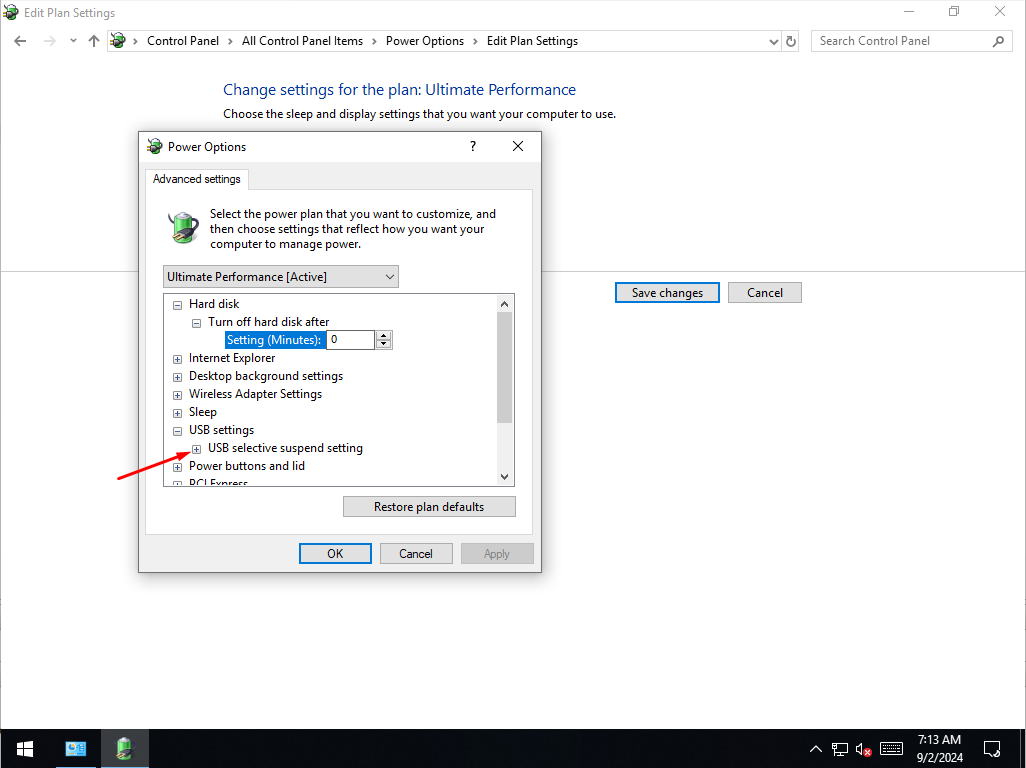 Edit Plan Settings
Control Panel > All Control Panel Items > Power Options > Edit Plan Settings
Search Control Panel
Change settings for the plan: Ultimate Performance
Choose the sleep and display settings that you want your computer to use.
Power Options
?
Advanced settings
Select the power plan that you want to customize, and
then choose settings that reflect how you want your
computer to manage power.
Ultimate Performance [Active]
Hard disk
Turn off hard disk after
Setting (Minutes): 0
Internet Explorer
Desktop background settings
Wireless Adapter Settings
Sleep
USB settings
USB selective suspend setting
Power buttons and lid
PCI Express
Restore plan defaults
OK
Cancel
Apply
Save changes
Cancel
7:13 AM
9/2/2024